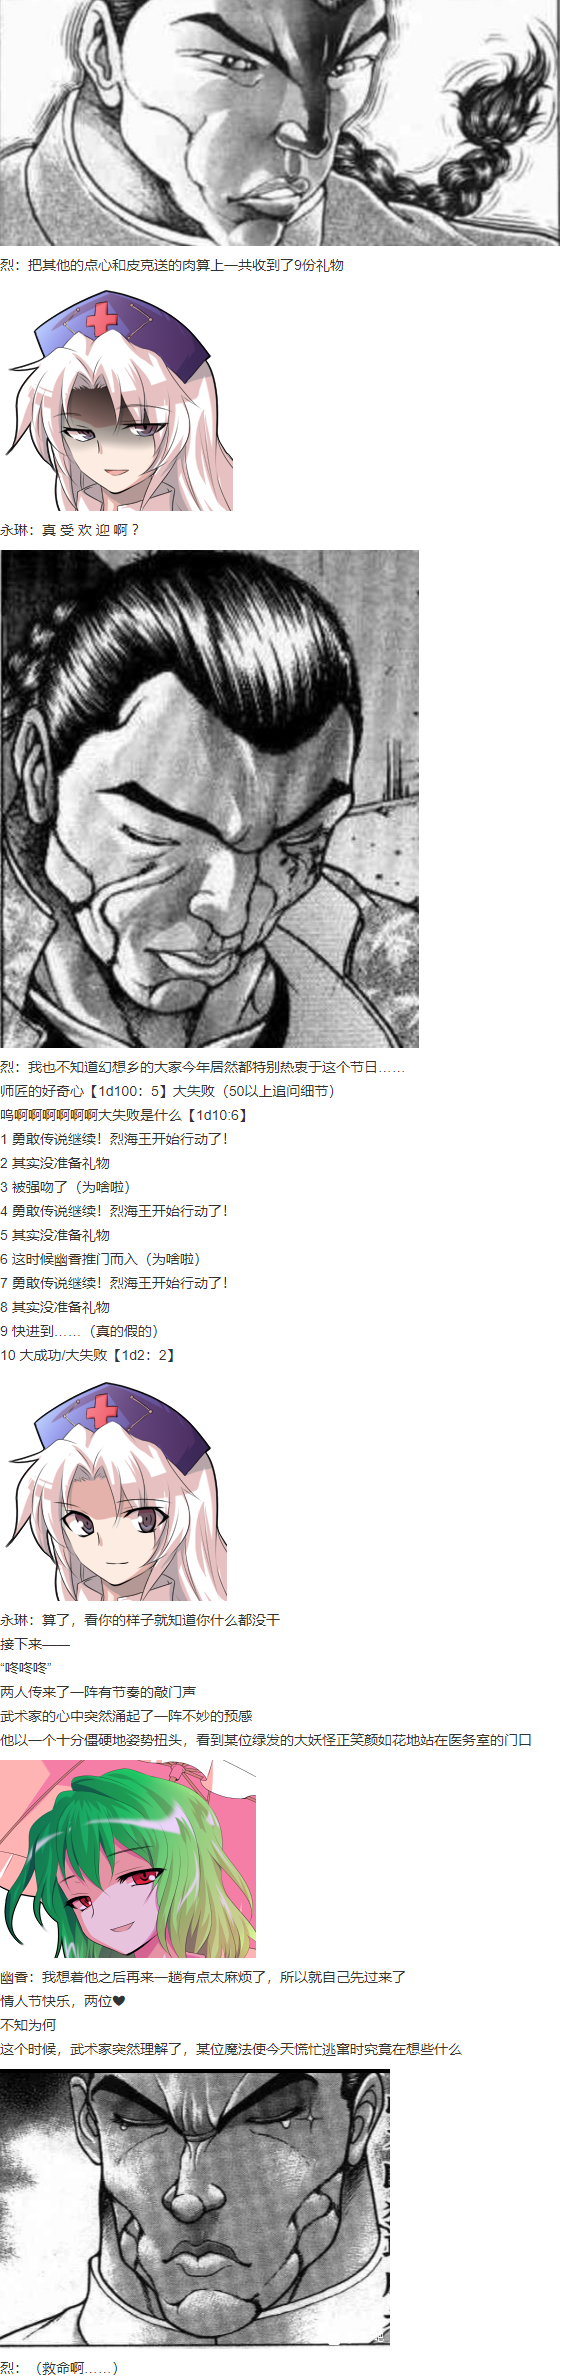 烈：把其他的点心和皮克送的肉算上一共收到了9份礼物
永琳：真 受 欢 迎 啊？
烈：我也不知道幻想乡的大家今年居然都特别热衷于这个节日……
师匠的好奇心【1d100：5】大失败（50以上追问细节）
呜啊啊啊啊啊啊大失败是什么【1d10:6】
1 勇敢传说继续！烈海王开始行动了！
2 其实没准备礼物
3 被强吻了（为啥啦）
4 勇敢传说继续！烈海王开始行动了！
5 其实没准备礼物
6 这时候幽香推门而入（为啥啦）
7 勇敢传说继续！烈海王开始行动了！
8 其实没准备礼物
9 快进到……（真的假的）
10 大成功/大失败【1d2：2】
永琳：算了，看你的样子就知道你什么都没干
接下来——
“咚咚咚”
两人传来了一阵有节奏的敲门声
武术家的心中突然涌起了一阵不妙的预感
他以一个十分僵硬地姿势扭头，看到某位绿发的大妖怪正笑颜如花地站在医务室的门口
幽香：我想着他之后再来一趟有点太麻烦了，所以就自己先过来了
情人节快乐，两位♥
不知为何
这个时候，武术家突然理解了，某位魔法使今天慌忙逃窜时究竟在想些什么
烈：（救命啊……）